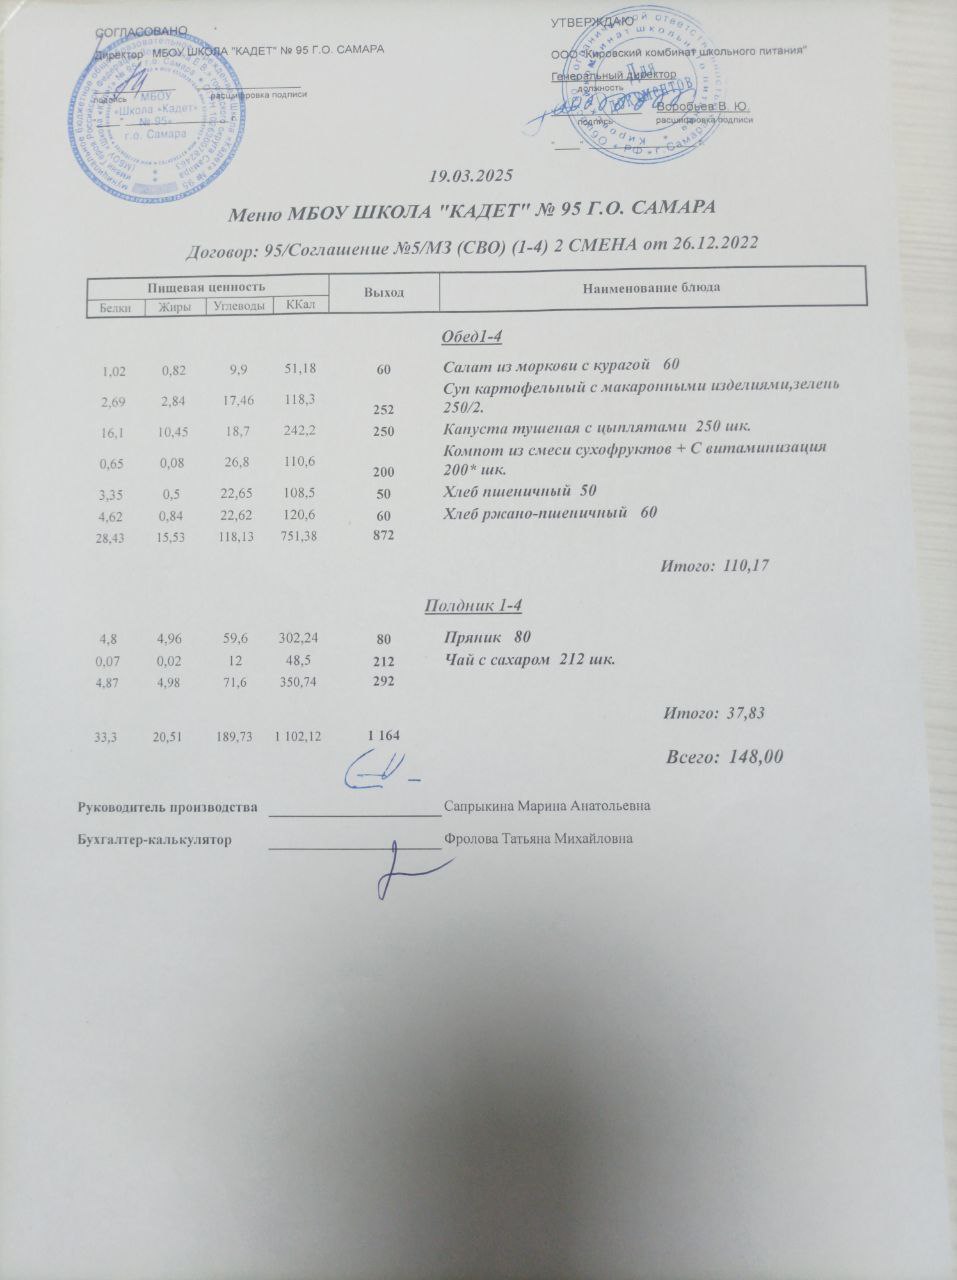 СОГЛАСОВАНО
Директор МБОУ ШКОЛА "КАДЕТ" № 95 Г.О. САМАРА
подпись расшифровка подписи
МБОУ
«Школа «Кадет»
№ 95»
г.о. Самара
УТВЕРЖДАЮ
ООО "Кировский комбинат школьного питания"
Генеральный директор
должность
Для
документов
Воробьев В. Ю.
подпись расшифровка подписи
19.03.2025
Меню МБОУ ШКОЛА "КАДЕТ" № 95 Г.О. САМАРА
Договор: 95/Соглашение №5/МЗ (СВО) (1-4) 2 СМЕНА от 26.12.2022
Пищевая ценность Выход Наименование блюда
Белки Жиры Углеводы ККал
Обед1-4
1,02 0,82 9,9 51,18 60 Салат из моркови с курагой 60
2,69 2,84 17,46 118,3 252 Суп картофельный с макаронными изделиями,зелень
250/2.
16,1 10,45 18,7 242,2 250 Капуста тушеная с цыплятами 250 шк.
0,65 0,08 26,8 110,6 200 Компот из смеси сухофруктов + С витаминизация
200* шк.
3,35 0,5 22,65 108,5 50 Хлеб пшеничный 50
4,62 0,84 22,62 120,6 60 Хлеб ржано-пшеничный 60
28,43 15,53 118,13 751,38 872
Итого: 110,17
Полдник 1-4
4,8 4,96 59,6 302,24 80 Пряник 80
0,07 0,02 12 48,5 212 Чай с сахаром 212 шк.
4,87 4,98 71,6 350,74 292
Итого: 37,83
33,3 20,51 189,73 1 102,12 1 164
Всего: 148,00
Руководитель производства Сапрыкина Марина Анатольевна
Бухгалтер-калькулятор Фролова Татьяна Михайловна